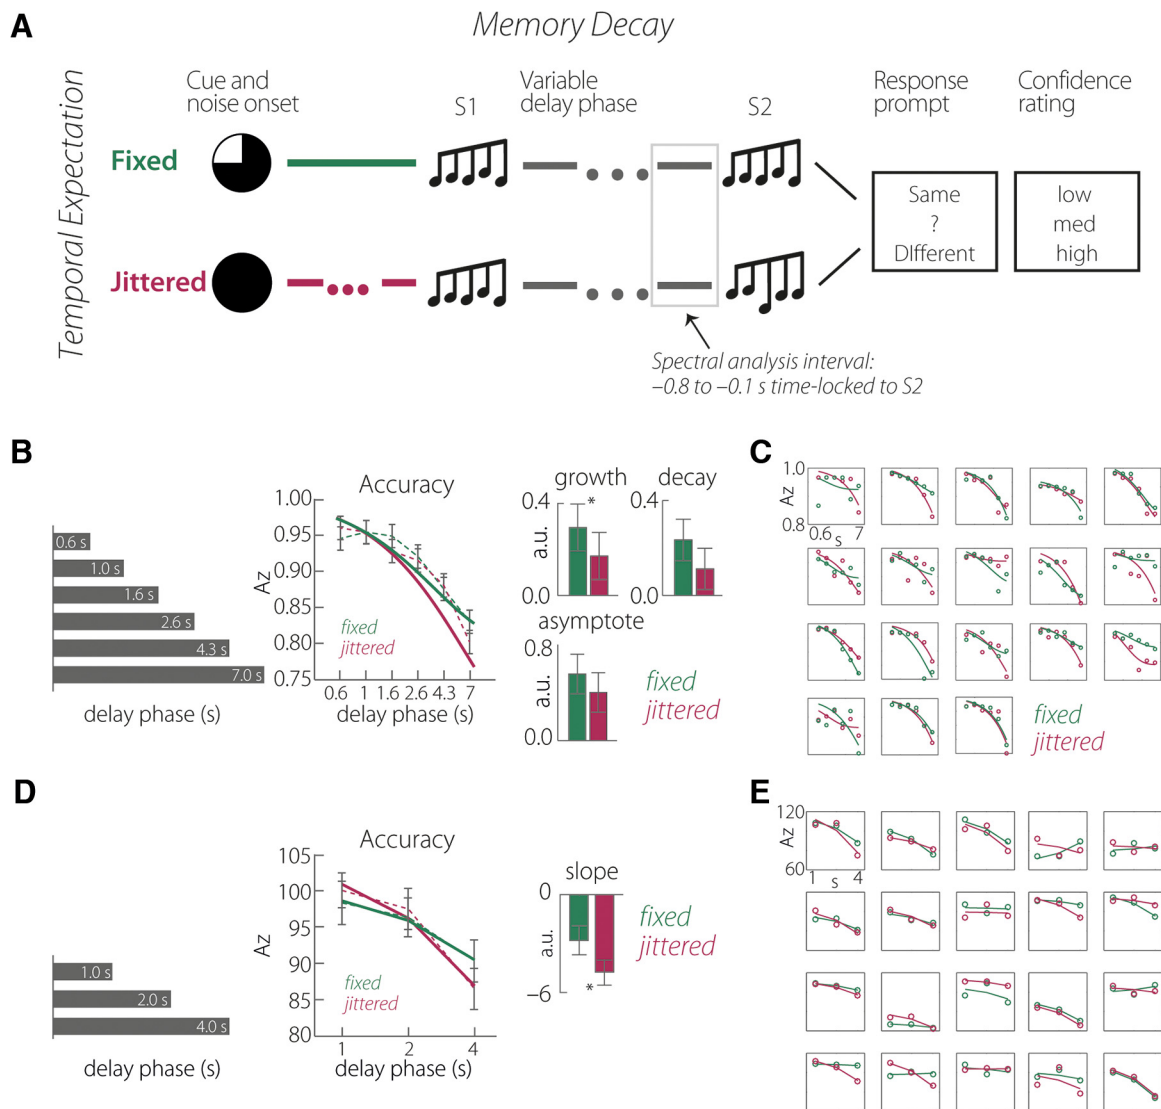 A
Memory Decay
Temporal Expectation
Cue and
noise onset
S1
Variable
delay phase
S2
Response
prompt
Confidence
rating
Fixed
Jittered
Same
?
DIfferent
low
med
high
Spectral analysis interval:
–0.8 to –0.1 s time-locked to S2
B
0.6 s
1.0 s
1.6 s
2.6 s
4.3 s
7.0 s
delay phase (s)
Accuracy
Az
1.00
0.95
0.90
0.85
0.80
0.75
fixed
jittered
0.6 1 1.6 2.6 4.3 7
delay phase (s)
growth
0.4
a.u.
0.0
*
decay
0.4
0.0
asymptote
0.8
a.u.
0.0
fixed
jittered
C
1.0
Az
0.8
0.6 s 7
fixed
jittered
D
1.0 s
2.0 s
4.0 s
delay phase (s)
Accuracy
Az
105
100
95
90
85
80
fixed
jittered
1 2 4
delay phase (s)
slope
0
a.u.
–6
*
fixed
jittered
E
120
Az
60
1 s 4